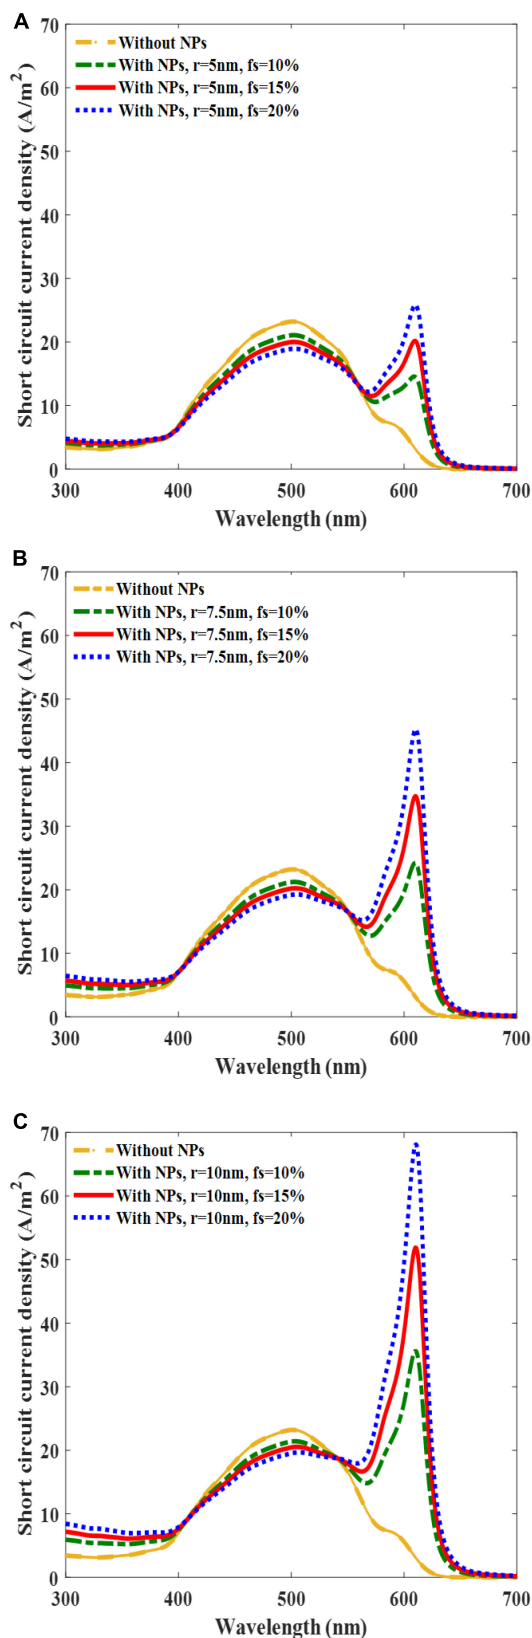 A
Short circuit current density (A/m²)
70
60
50
40
30
20
10
0
Without NPs
With NPs, r=5nm, fs=10%
With NPs, r=5nm, fs=15%
With NPs, r=5nm, fs=20%
300 400 500 600 700
Wavelength (nm)
B
Short circuit current density (A/m²)
70
60
50
40
30
20
10
0
Without NPs
With NPs, r=7.5nm, fs=10%
With NPs, r=7.5nm, fs=15%
With NPs, r=7.5nm, fs=20%
300 400 500 600 700
Wavelength (nm)
C
Short circuit current density (A/m²)
70
60
50
40
30
20
10
0
Without NPs
With NPs, r=10nm, fs=10%
With NPs, r=10nm, fs=15%
With NPs, r=10nm, fs=20%
300 400 500 600 700
Wavelength (nm)